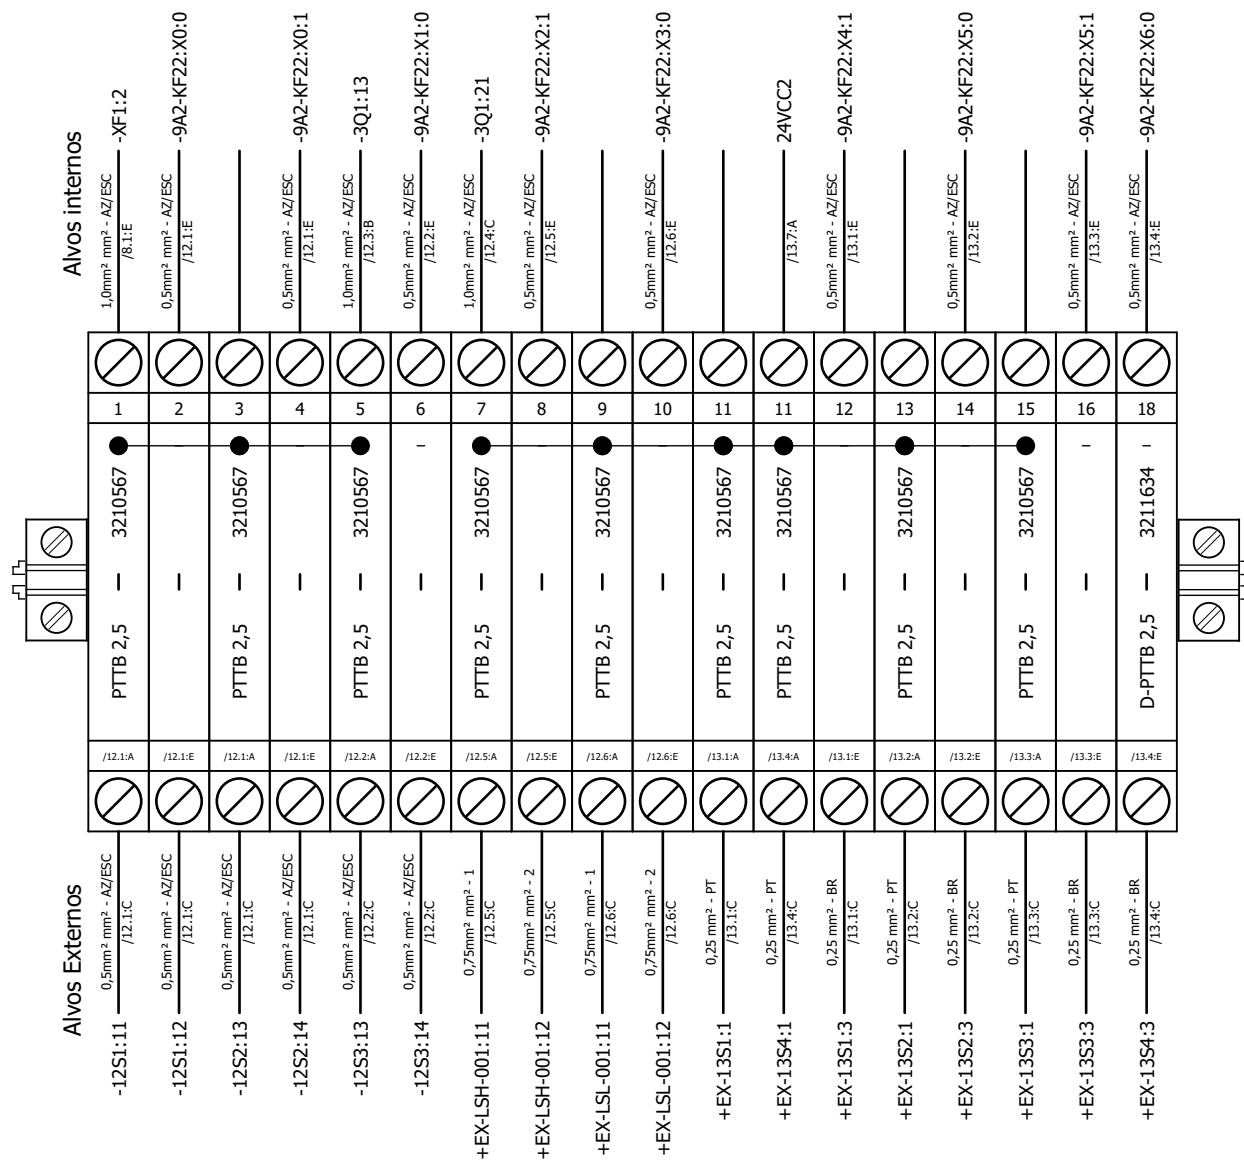 Alvos internos
-XF1:2
1,0mm² mm² - AZ/ESC
/8.1:E
-9A2-KF22:X0:0
0,5mm² mm² - AZ/ESC
/12.1:E
-9A2-KF22:X0:1
0,5mm² mm² - AZ/ESC
/12.1:E
-3Q1:13
1,0mm² mm² - AZ/ESC
/12.3:B
-9A2-KF22:X1:0
0,5mm² mm² - AZ/ESC
/12.2:E
-3Q1:21
1,0mm² mm² - AZ/ESC
/12.4:C
-9A2-KF22:X2:1
0,5mm² mm² - AZ/ESC
/12.5:E
-9A2-KF22:X3:0
0,5mm² mm² - AZ/ESC
/12.6:E
24VCC2
/13.7:A
-9A2-KF22:X4:1
0,5mm² mm² - AZ/ESC
/13.1:E
-9A2-KF22:X5:0
0,5mm² mm² - AZ/ESC
/13.2:E
-9A2-KF22:X5:1
0,5mm² mm² - AZ/ESC
/13.3:E
-9A2-KF22:X6:0
0,5mm² mm² - AZ/ESC
/13.4:E
1 2 3 4 5 6 7 8 9 10 11 11 12 13 14 15 16 18
PTTB 2,5 – 3210567
–
PTTB 2,5 – 3210567
–
PTTB 2,5 – 3210567
–
PTTB 2,5 – 3210567
–
PTTB 2,5 – 3210567
–
PTTB 2,5 – 3210567
PTTB 2,5 – 3210567
–
PTTB 2,5 – 3210567
–
PTTB 2,5 – 3210567
–
D-PTTB 2,5 – 3211634
/12.1:A /12.1:E /12.1:A /12.1:E /12.2:A /12.2:E /12.5:A /12.5:E /12.6:A /12.6:E /13.1:A /13.4:A /13.1:E /13.2:A /13.2:E /13.3:A /13.3:E /13.4:E
Alvos Externos
-12S1:11
0,5mm² mm² - AZ/ESC
/12.1:C
-12S1:12
0,5mm² mm² - AZ/ESC
/12.1:C
-12S2:13
0,5mm² mm² - AZ/ESC
/12.1:C
-12S2:14
0,5mm² mm² - AZ/ESC
/12.1:C
-12S3:13
0,5mm² mm² - AZ/ESC
/12.2:C
-12S3:14
0,5mm² mm² - AZ/ESC
/12.2:C
+EX-LSH-001:11
0,75mm² mm² - 1
/12.5:C
+EX-LSH-001:12
0,75mm² mm² - 2
/12.5:C
+EX-LSL-001:11
0,75mm² mm² - 1
/12.6:C
+EX-LSL-001:12
0,75mm² mm² - 2
/12.6:C
+EX-13S1:1
0,25 mm² - PT
/13.1:C
+EX-13S4:1
0,25 mm² - PT
/13.4:C
+EX-13S1:3
0,25 mm² - BR
/13.1:C
+EX-13S2:1
0,25 mm² - PT
/13.2:C
+EX-13S2:3
0,25 mm² - BR
/13.2:C
+EX-13S3:1
0,25 mm² - PT
/13.3:C
+EX-13S3:3
0,25 mm² - BR
/13.3:C
+EX-13S4:3
0,25 mm² - BR
/13.4:C